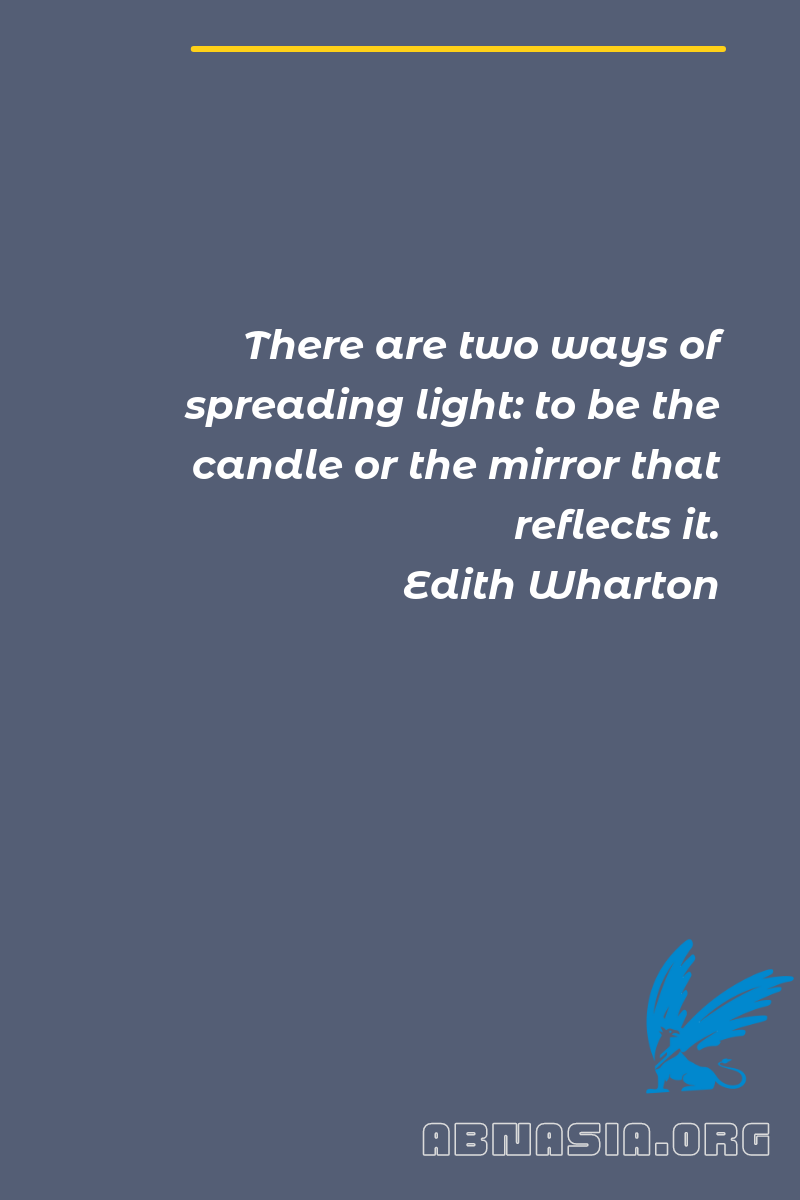 There are two ways of
spreading light: to be the
candle or the mirror that
reflects it.
Edith Wharton
ABNASIA.ORG